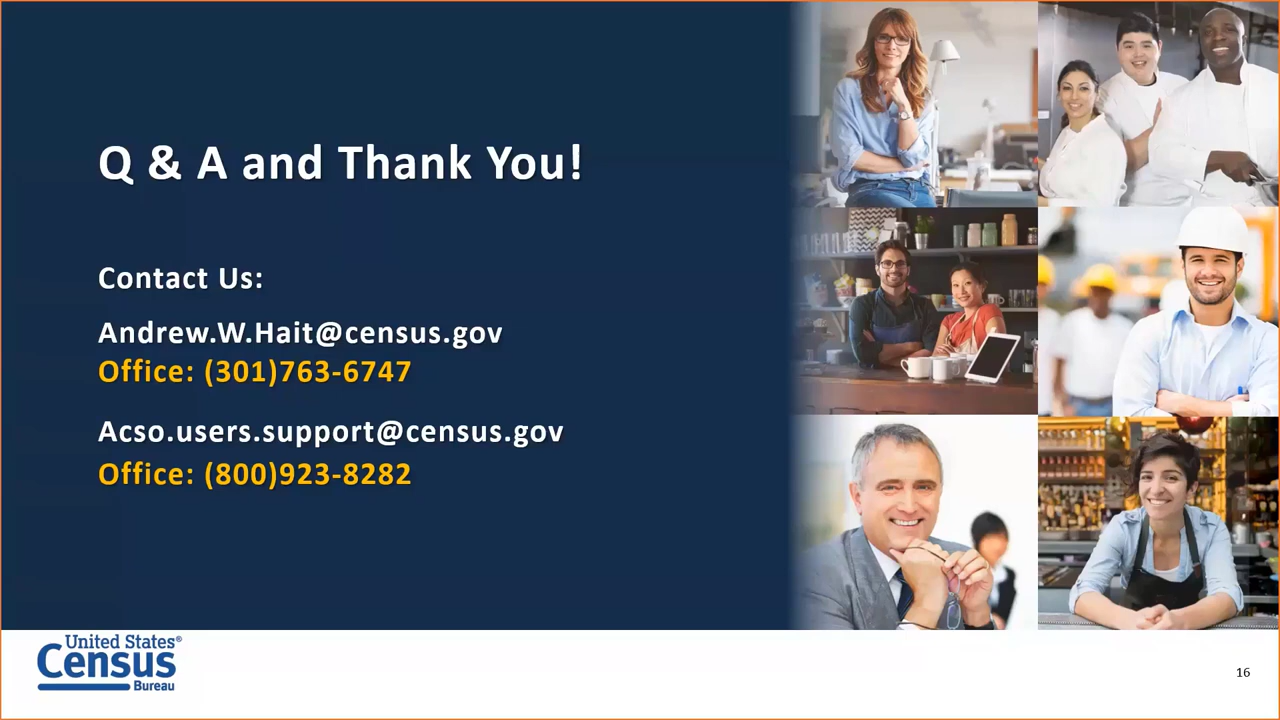 Q & A and Thank You!
Contact Us:
Andrew.W.Hait@census.gov
Office: (301)763-6747
Acso.users.support@census.gov
Office: (800)923-8282
United States®
Census
Bureau
16